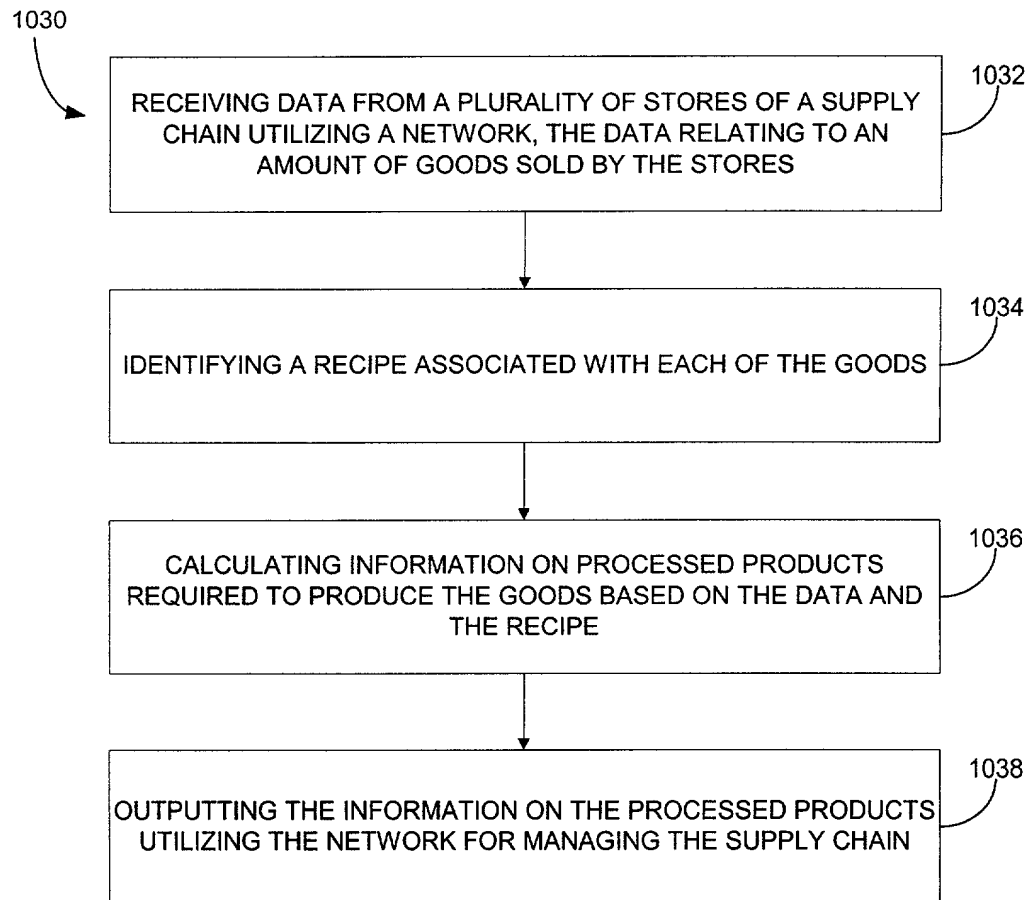 1030
1032
RECEIVING DATA FROM A PLURALITY OF STORES OF A SUPPLY
CHAIN UTILIZING A NETWORK, THE DATA RELATING TO AN
AMOUNT OF GOODS SOLD BY THE STORES
1034
IDENTIFYING A RECIPE ASSOCIATED WITH EACH OF THE GOODS
1036
CALCULATING INFORMATION ON PROCESSED PRODUCTS
REQUIRED TO PRODUCE THE GOODS BASED ON THE DATA AND
THE RECIPE
1038
OUTPUTTING THE INFORMATION ON THE PROCESSED PRODUCTS
UTILIZING THE NETWORK FOR MANAGING THE SUPPLY CHAIN